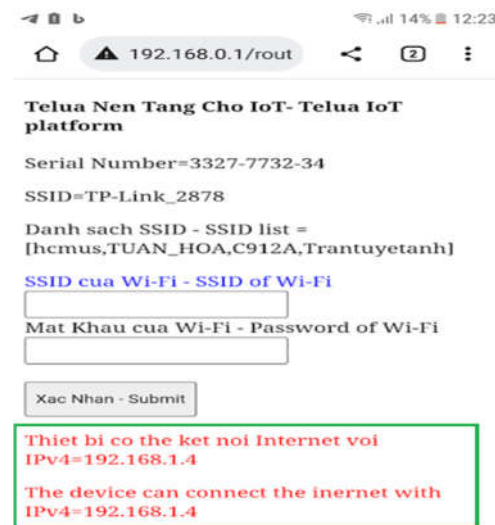 14% 12:23
192.168.0.1/rout
2
Telua Nen Tang Cho IoT- Telua IoT
platform
Serial Number=3327-7732-34
SSID=TP-Link_2878
Danh sach SSID - SSID list =
[hcmus,TUAN_HOA,C912A,Trantuyetanh]
SSID cua Wi-Fi - SSID of Wi-Fi
Mat Khau cua Wi-Fi - Password of Wi-Fi
Xac Nhan - Submit
Thiet bi co the ket noi Internet voi
IPv4=192.168.1.4
The device can connect the inernet with
IPv4=192.168.1.4